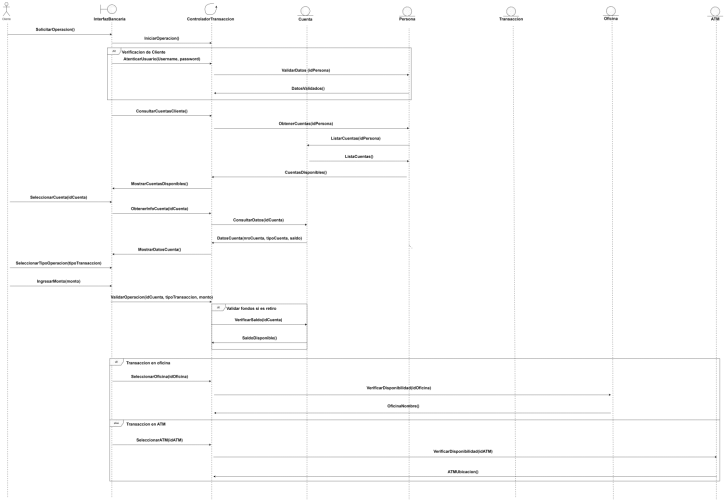 Cliente
InterfazBancaria
ControladorTransaccion
Cuenta
Persona
Transaccion
Oficina
ATM
SolicitarOperacion()
IniciarOperacion()
Verificacion de Cliente
AtenticarUsuario(Username, password)
ValidarDatos (idPersona)
DatosValidados()
ConsultarCuentasCliente()
ObtenerCuentas(idPersona)
ListarCuentas(idPersona)
ListaCuentas()
CuentasDisponibles()
MostrarCuentasDisponibles()
SeleccionarCuenta(idCuenta)
ObtenerInfoCuenta(idCuenta)
ConsultarDatos(idCuenta)
DatosCuenta(nroCuenta, tipoCuenta, saldo)
MostrarDatosCuenta()
SeleccionarTipoOperacion(tipoTransaccion)
IngresarMonto(monto)
ValidarOperacion(idCuenta, tipoTransaccion, monto)
Validar fondos si es retiro
VerificarSaldo(idCuenta)
SaldoDisponible()
Transaccion en oficina
SeleccionarOficina(idOficina)
VerificarDisponibilidad(idOficina)
OficinaNombre()
Transaccion en ATM
SeleccionarATM(idATM)
VerificarDisponibilidad(idATM)
ATMUbicacion()